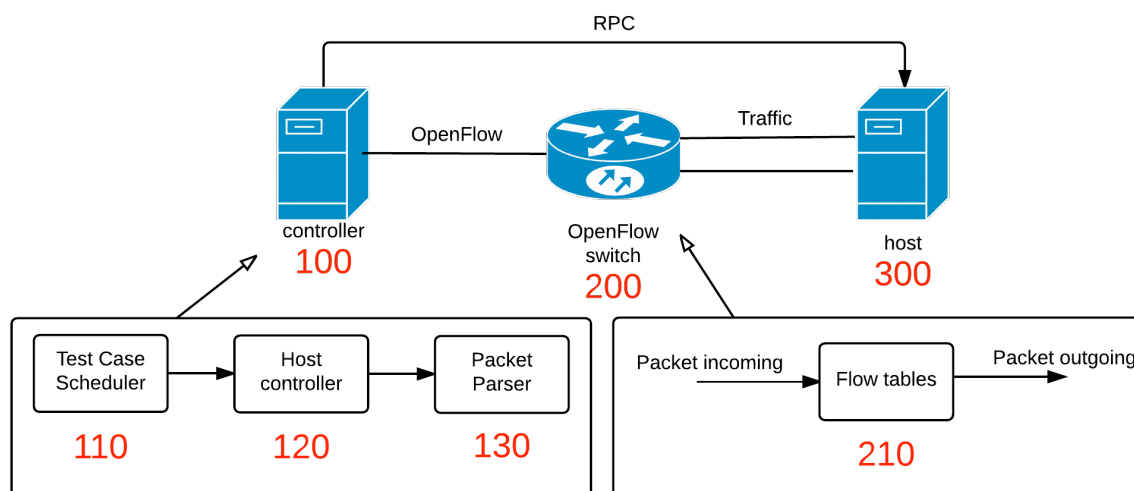 RPC
OpenFlow
Traffic
controller
100
OpenFlow
switch
200
host
300
Test Case
Scheduler
110
Host
controller
120
Packet
Parser
130
Packet incoming
Flow tables
210
Packet outgoing